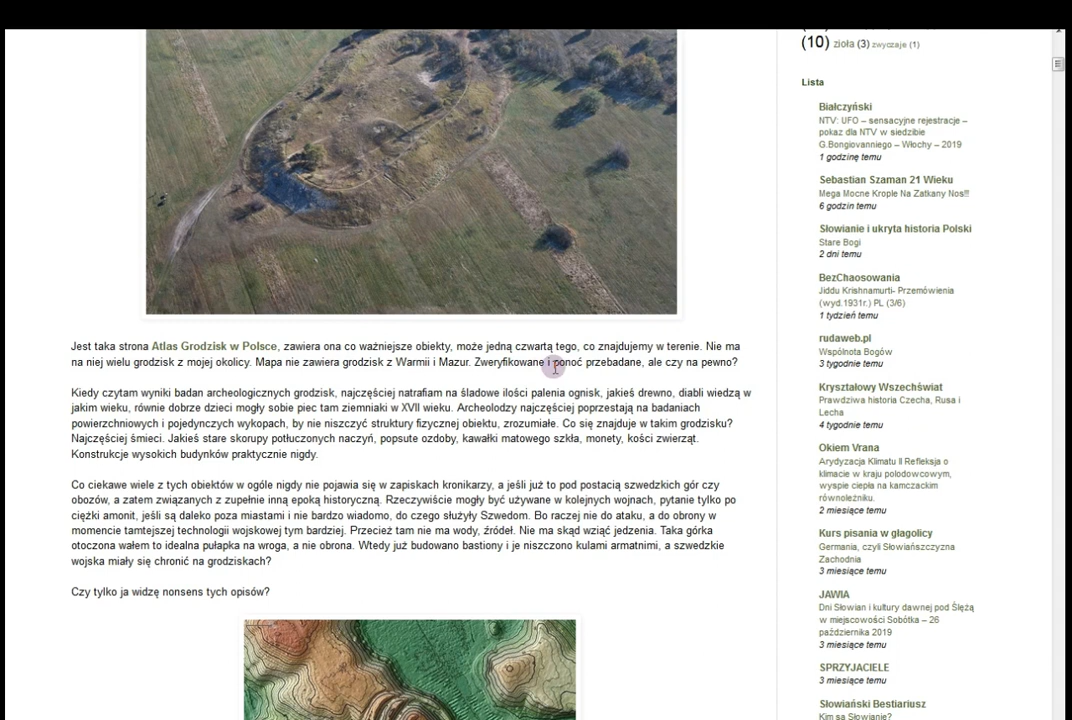 Jest taka strona Atlas Grodzisk w Polsce, zawiera ona co ważniejsze obiekty, może jedną czwartą tego, co znajdujemy w terenie. Nie ma
na niej wielu grodzisk z mojej okolicy. Mapa nie zawiera grodzisk z Warmii i Mazur. Zweryfikowane i ponoć przebadane, ale czy na pewno?
Kiedy czytam wyniki badan archeologicznych grodzisk, najczęściej natrafiam na śladowe ilości palenia ognisk, jakieś drewno, diabli wiedzą w
jakim wieku, równie dobrze dzieci mogły sobie piec tam ziemniaki w XVII wieku. Archeolodzy najczęściej poprzestają na badaniach
powierzchniowych i pojedynczych wykopach, by nie niszczyć struktury fizycznej obiektu, zrozumiałe. Co się znajduje w takim grodzisku?
Najczęściej śmieci. Jakieś stare skorupy potłuczonych naczyń, popsute ozdoby, kawałki matowego szkła, monety, kości zwierząt.
Konstrukcje wysokich budynków praktycznie nigdy.
Co ciekawe wiele z tych obiektów w ogóle nigdy nie pojawia się w zapiskach kronikarzy, a jeśli już to pod postacią szwedzkich gór czy
obozów, a zatem związanych z zupełnie inną epoką historyczną. Rzeczywiście mogły być używane w kolejnych wojnach, pytanie tylko po
ciężki amonit, jeśli są daleko poza miastami i nie bardzo wiadomo, do czego służyły Szwedom. Bo raczej nie do ataku, a do obrony w
momencie tamtejszej technologii wojskowej tym bardziej. Przecież tam nie ma wody, źródeł. Nie ma skąd wziąć jedzenia. Taka górka
otoczona wałem to idealna pułapka na wroga, a nie obrona. Wtedy już budowano bastiony i je niszczono kulami armatnimi, a szwedzkie
wojska miały się chronić na grodziskach?
Czy tylko ja widzę nonsens tych opisów?
(10) zioła (3) zwyczaje (1)
Lista
Białczyński
NTV: UFO – sensacyjne rejestracje –
pokaz dla NTV w siedzibie
G.Bongiovanniego – Włochy – 2019
1 godzinę temu
Sebastian Szaman 21 Wieku
Mega Mocne Krople Na Zatkany Nos!!!
6 godzin temu
Słowianie i ukryta historia Polski
Stare Bogi
2 dni temu
BezChaosowania
Jiddu Krishnamurti- Przemówienia
(wyd.1931r.) PL (3/6)
1 tydzień temu
rudaweb.pl
Wspólnota Bogów
3 tygodnie temu
Kryształowy Wszechświat
Prawdziwa historia Czecha, Rusa i
Lecha
4 tygodnie temu
Okiem Vrana
Arydyzacja Klimatu II Refleksja o
klimacie w kraju polodowcowym,
wyspie ciepła na kamczackim
równoleżniku.
2 miesiące temu
Kurs pisania w głagolicy
Germania, czyli Słowiańszczyzna
Zachodnia
3 miesiące temu
JAWIA
Dni Słowian i kultury dawnej pod Ślężą
w miejscowości Sobótka – 26
października 2019
3 miesiące temu
SPRZYJACIELE
3 miesiące temu
Słowiański Bestiariusz
Kim są Słowianie?